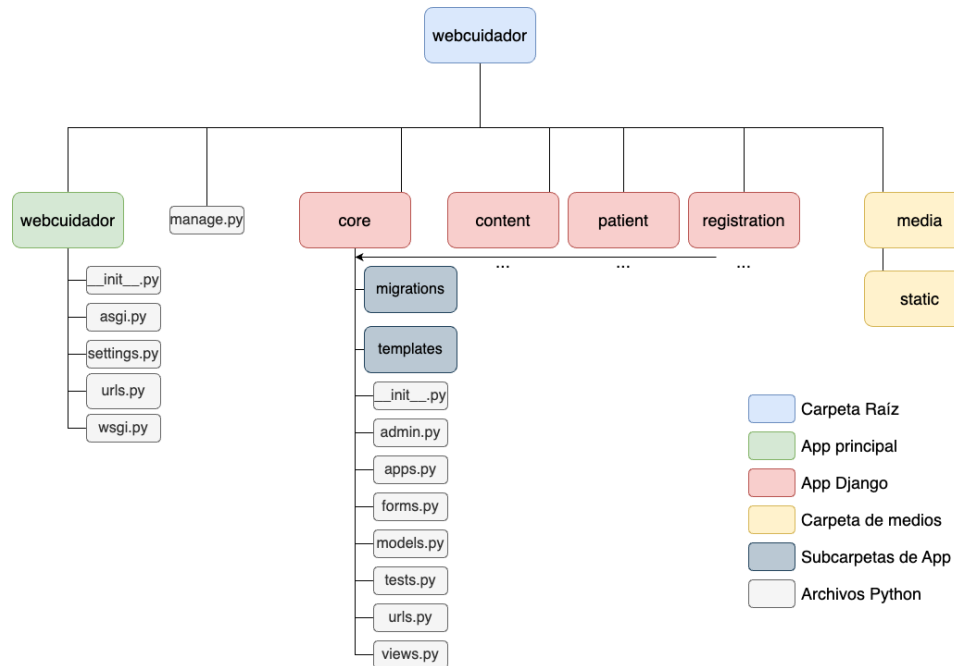 webcuidador
webcuidador
manage.py
core
content
patient
registration
media
...
...
...
__init__.py
asgi.py
settings.py
urls.py
wsgi.py
migrations
templates
__init__.py
admin.py
apps.py
forms.py
models.py
tests.py
urls.py
views.py
static
Carpeta Raíz
App principal
App Django
Carpeta de medios
Subcarpetas de App
Archivos Python